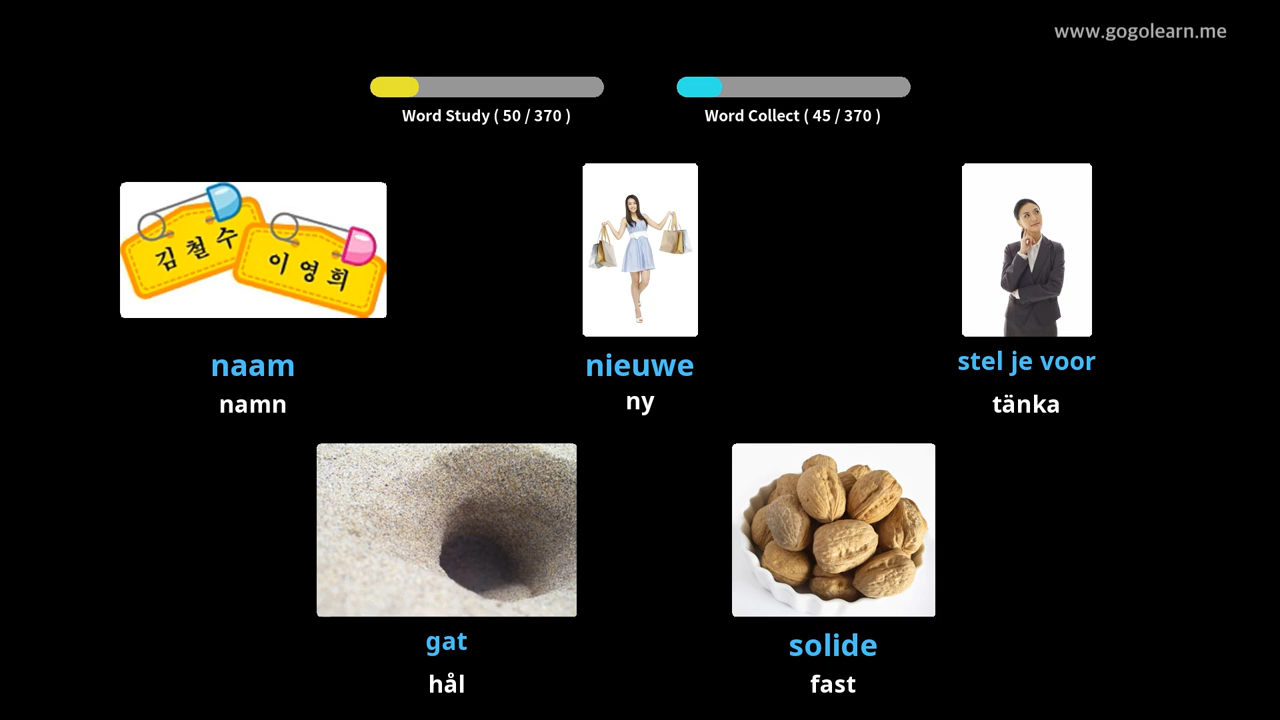 www.gogolearn.me
Word Study ( 50 / 370 )
Word Collect ( 45 / 370 )
김철수
이영희
naam
namn
nieuwe
ny
stel je voor
tänka
gat
hål
solide
fast